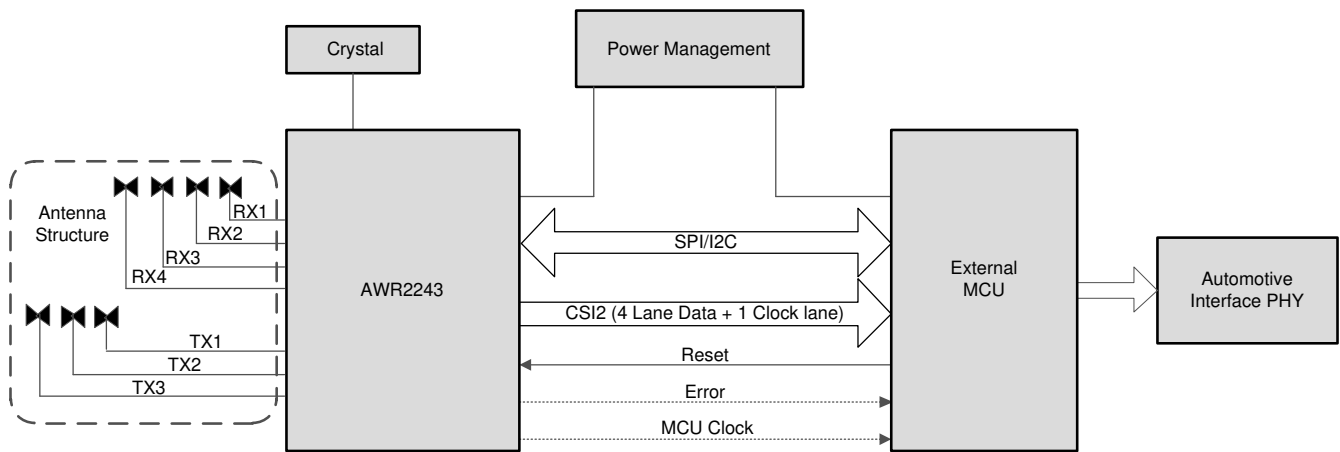 Crystal
Power Management
Antenna
Structure
RX1
RX2
RX3
RX4
TX1
TX2
TX3
AWR2243
SPI/I2C
CSI2 (4 Lane Data + 1 Clock lane)
Reset
Error
MCU Clock
External
MCU
Automotive
Interface PHY